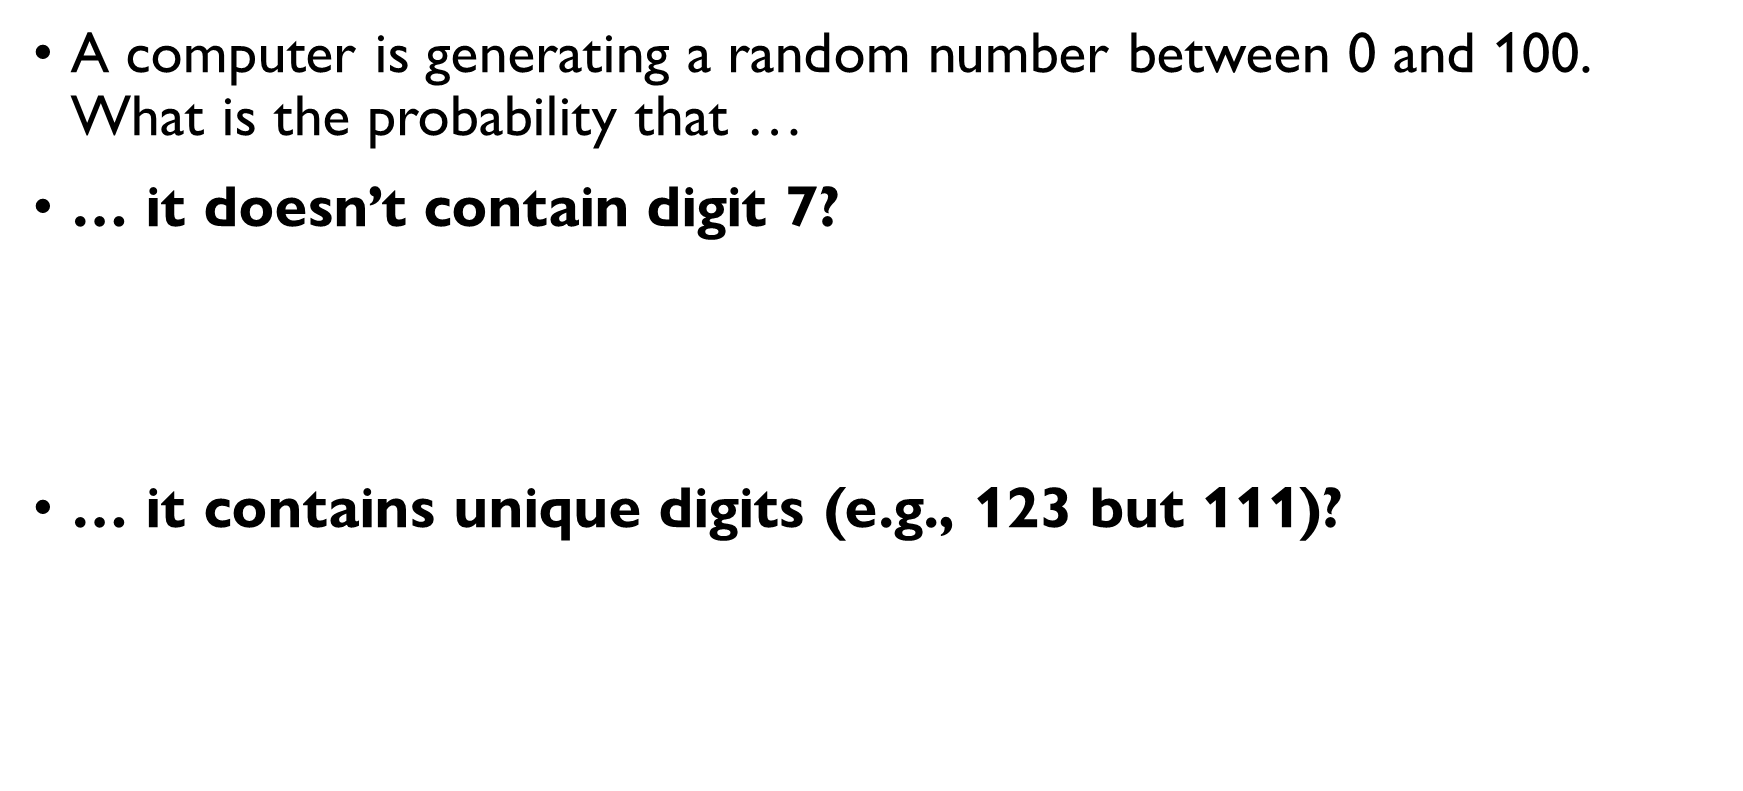 • A computer is generating a random number between 0 and 100.
What is the probability that …
• … it doesn’t contain digit 7?
• … it contains unique digits (e.g., 123 but 111)?